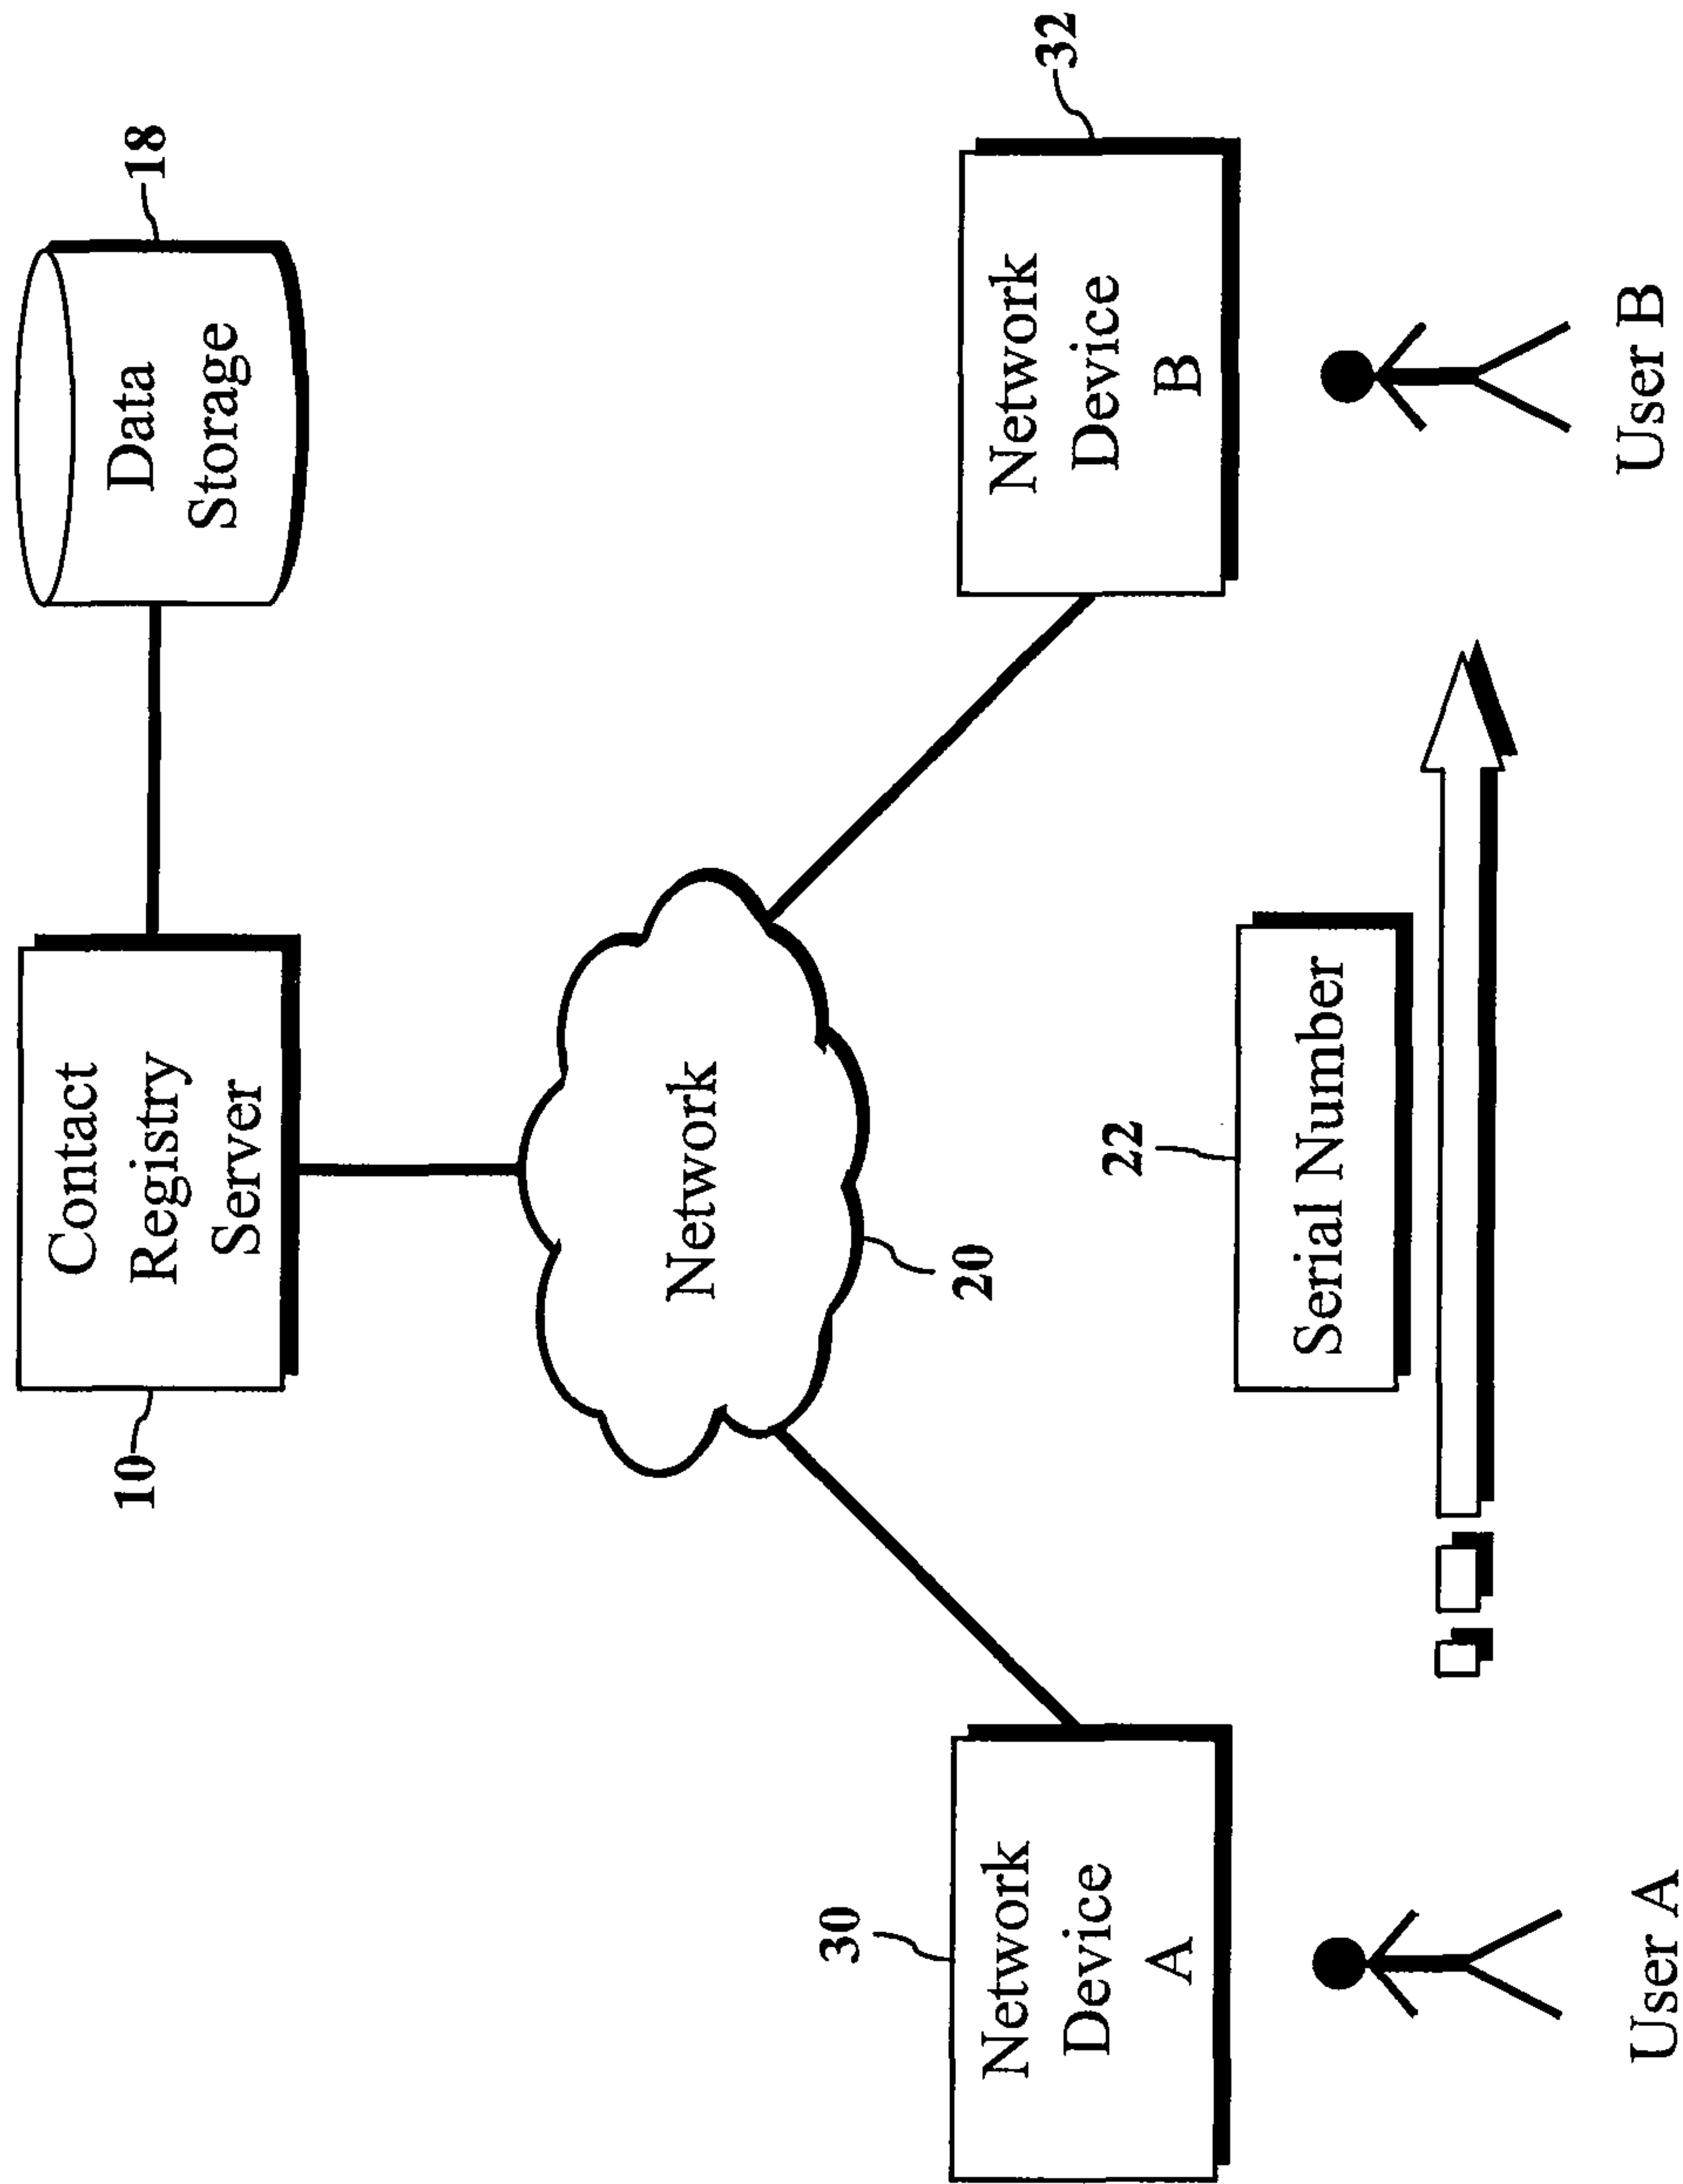 10
Contact
Registry
Server
Data
Storage
18
Network
20
30
Network
Device
A
Network
Device
B
32
22
Serial Number
User A
User B